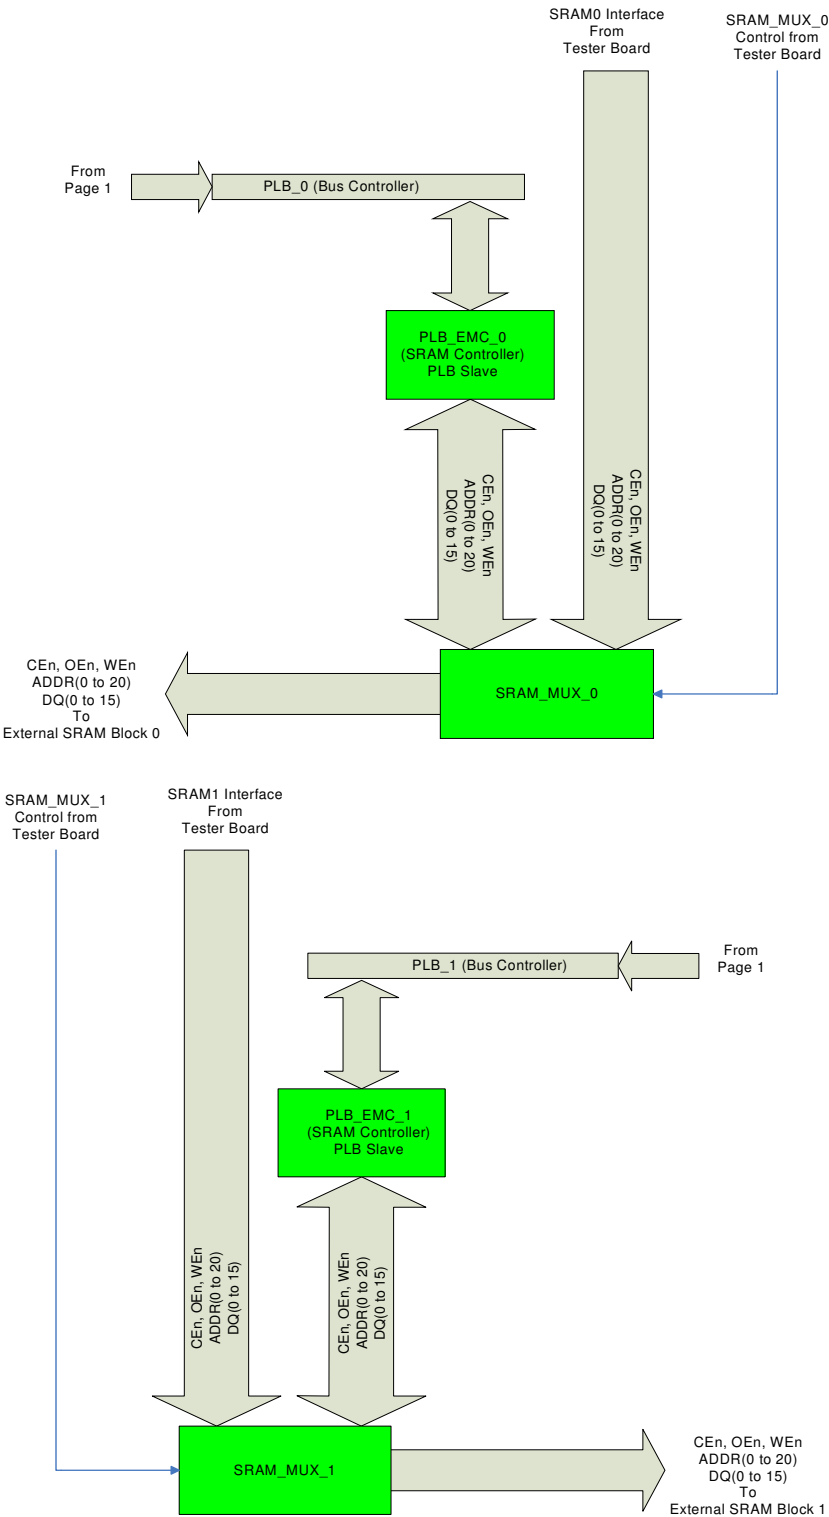 SRAM0 Interface
From
Tester Board
SRAM_MUX_0
Control from
Tester Board
From
Page 1
PLB_0 (Bus Controller)
PLB_EMC_0
(SRAM Controller)
PLB Slave
CEn, OEn, WEn
ADDR(0 to 20)
DQ(0 to 15)
CEn, OEn, WEn
ADDR(0 to 20)
DQ(0 to 15)
CEn, OEn, WEn
ADDR(0 to 20)
DQ(0 to 15)
To
External SRAM Block 0
SRAM_MUX_0
SRAM_MUX_1
Control from
Tester Board
SRAM1 Interface
From
Tester Board
PLB_1 (Bus Controller)
From
Page 1
PLB_EMC_1
(SRAM Controller)
PLB Slave
CEn, OEn, WEn
ADDR(0 to 20)
DQ(0 to 15)
CEn, OEn, WEn
ADDR(0 to 20)
DQ(0 to 15)
SRAM_MUX_1
CEn, OEn, WEn
ADDR(0 to 20)
DQ(0 to 15)
To
External SRAM Block 1